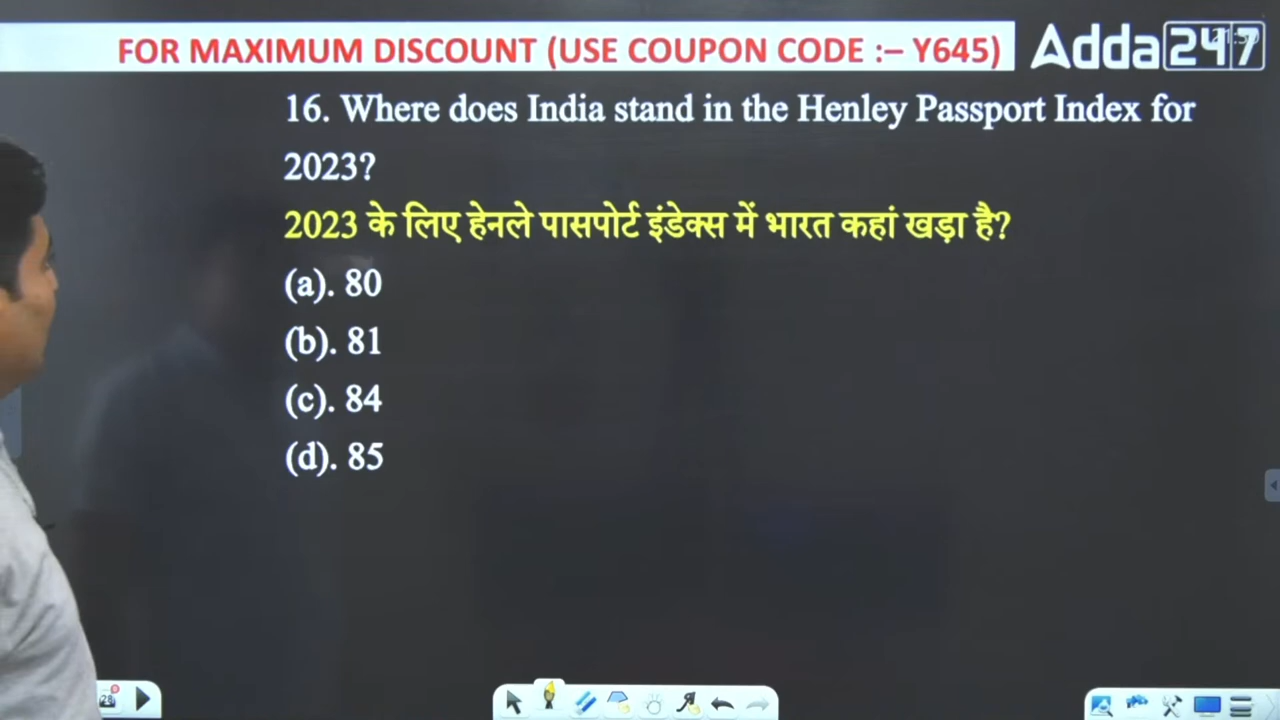 FOR MAXIMUM DISCOUNT (USE COUPON CODE :– Y645)
Adda247
16. Where does India stand in the Henley Passport Index for
2023?
2023 के लिए हेनले पासपोर्ट इंडेक्स में भारत कहां खड़ा है?
(a). 80
(b). 81
(c). 84
(d). 85
28